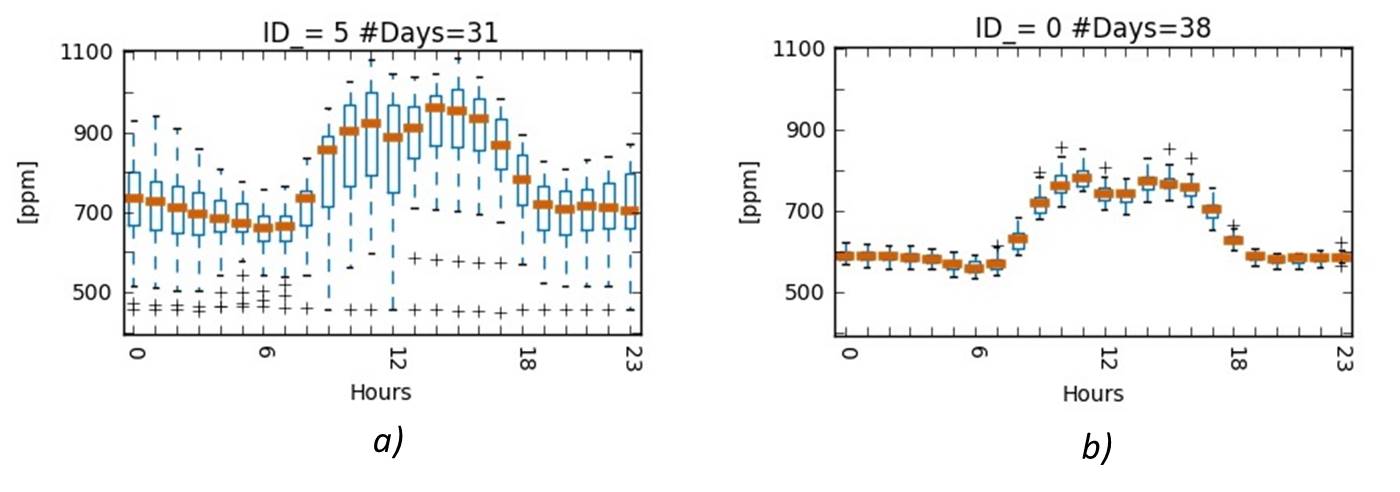 ID_= 5 #Days=31
1100
900
700
500
[ppm]
0 6 12 18 23
Hours
a)
ID_= 0 #Days=38
1100
900
700
500
[ppm]
0 6 12 18 23
Hours
b)